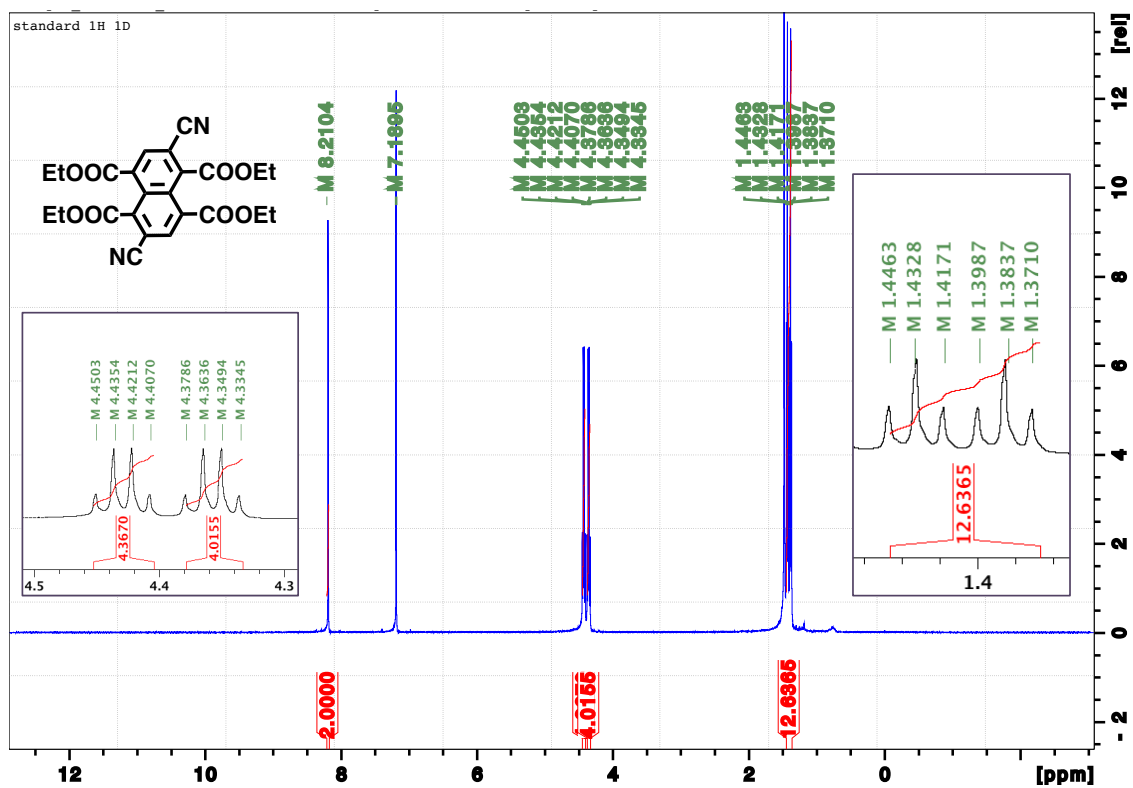 standard 1H 1D
[rel]
CN
EtOOC
COOEt
EtOOC
COOEt
NC
M 8.2104
M 7.1895
M 4.4503
M 4.4354
M 4.4212
M 4.4070
M 4.3786
M 4.3636
M 4.3494
M 4.3345
M 1.4463
M 1.4328
M 1.4171
M 1.3987
M 1.3837
M 1.3710
M 4.4503
M 4.4354
M 4.4212
M 4.4070
M 4.3786
M 4.3636
M 4.3494
M 4.3345
4.3670
4.0155
4.5
4.4
4.3
M 1.4463
M 1.4328
M 1.4171
M 1.3987
M 1.3837
M 1.3710
12.6365
1.4
12
10
8
6
4
2
0
- 2
2.0000
4.0155
12.6365
12
10
8
6
4
2
0
[ppm]